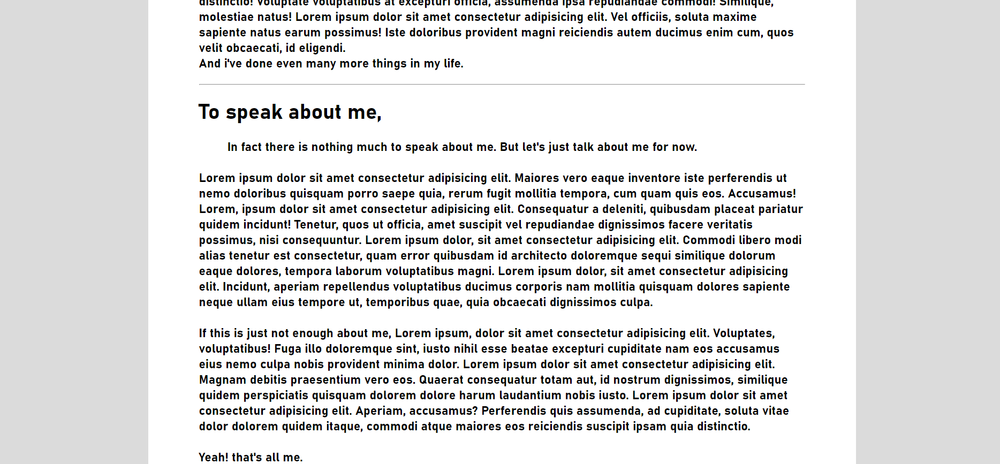 distinctio! Voluptate voluptatibus at excepturi officia, assumenda ipsa repudiandae commodi! Similique,
molestiae natus! Lorem ipsum dolor sit amet consectetur adipisicing elit. Vel officiis, soluta maxime
sapiente natus earum possimus! Iste doloribus provident magni reiciendis autem ducimus enim cum, quos
velit obcaecati, id eligendi.
And i've done even many more things in my life.
To speak about me,
In fact there is nothing much to speak about me. But let's just talk about me for now.
Lorem ipsum dolor sit amet consectetur adipisicing elit. Maiores vero eaque inventore iste perferendis ut
nemo doloribus quisquam porro saepe quia, rerum fugit mollitia tempora, cum quam quis eos. Accusamus!
Lorem, ipsum dolor sit amet consectetur adipisicing elit. Consequatur a deleniti, quibusdam placeat pariatur
quidem incidunt! Tenetur, quos ut officia, amet suscipit vel repudiandae dignissimos facere veritatis
possimus, nisi consequuntur. Lorem ipsum dolor, sit amet consectetur adipisicing elit. Commodi libero modi
alias tenetur est consectetur, quam error quibusdam id architecto doloremque sequi similique dolorum
eaque dolores, tempora laborum voluptatibus magni. Lorem ipsum dolor, sit amet consectetur adipisicing
elit. Incidunt, aperiam repellendus voluptatibus ducimus corporis nam mollitia quisquam dolores sapiente
neque ullam eius tempore ut, temporibus quae, quia obcaecati dignissimos culpa.
If this is just not enough about me, Lorem ipsum, dolor sit amet consectetur adipisicing elit. Voluptates,
voluptatibus! Fuga illo doloremque sint, iusto nihil esse beatae excepturi cupiditate nam eos accusamus
eius nemo culpa nobis provident minima dolor. Lorem ipsum dolor sit amet consectetur adipisicing elit.
Magnam debitis praesentium vero eos. Quaerat consequatur totam aut, id nostrum dignissimos, similique
quidem perspiciatis quisquam dolorem dolore harum laudantium nobis iusto. Lorem ipsum dolor sit amet
consectetur adipisicing elit. Aperiam, accusamus? Perferendis quis assumenda, ad cupiditate, soluta vitae
dolor dolorem quidem itaque, commodi atque maiores eos reiciendis suscipit ipsam quia distinctio.
Yeah! that's all me.